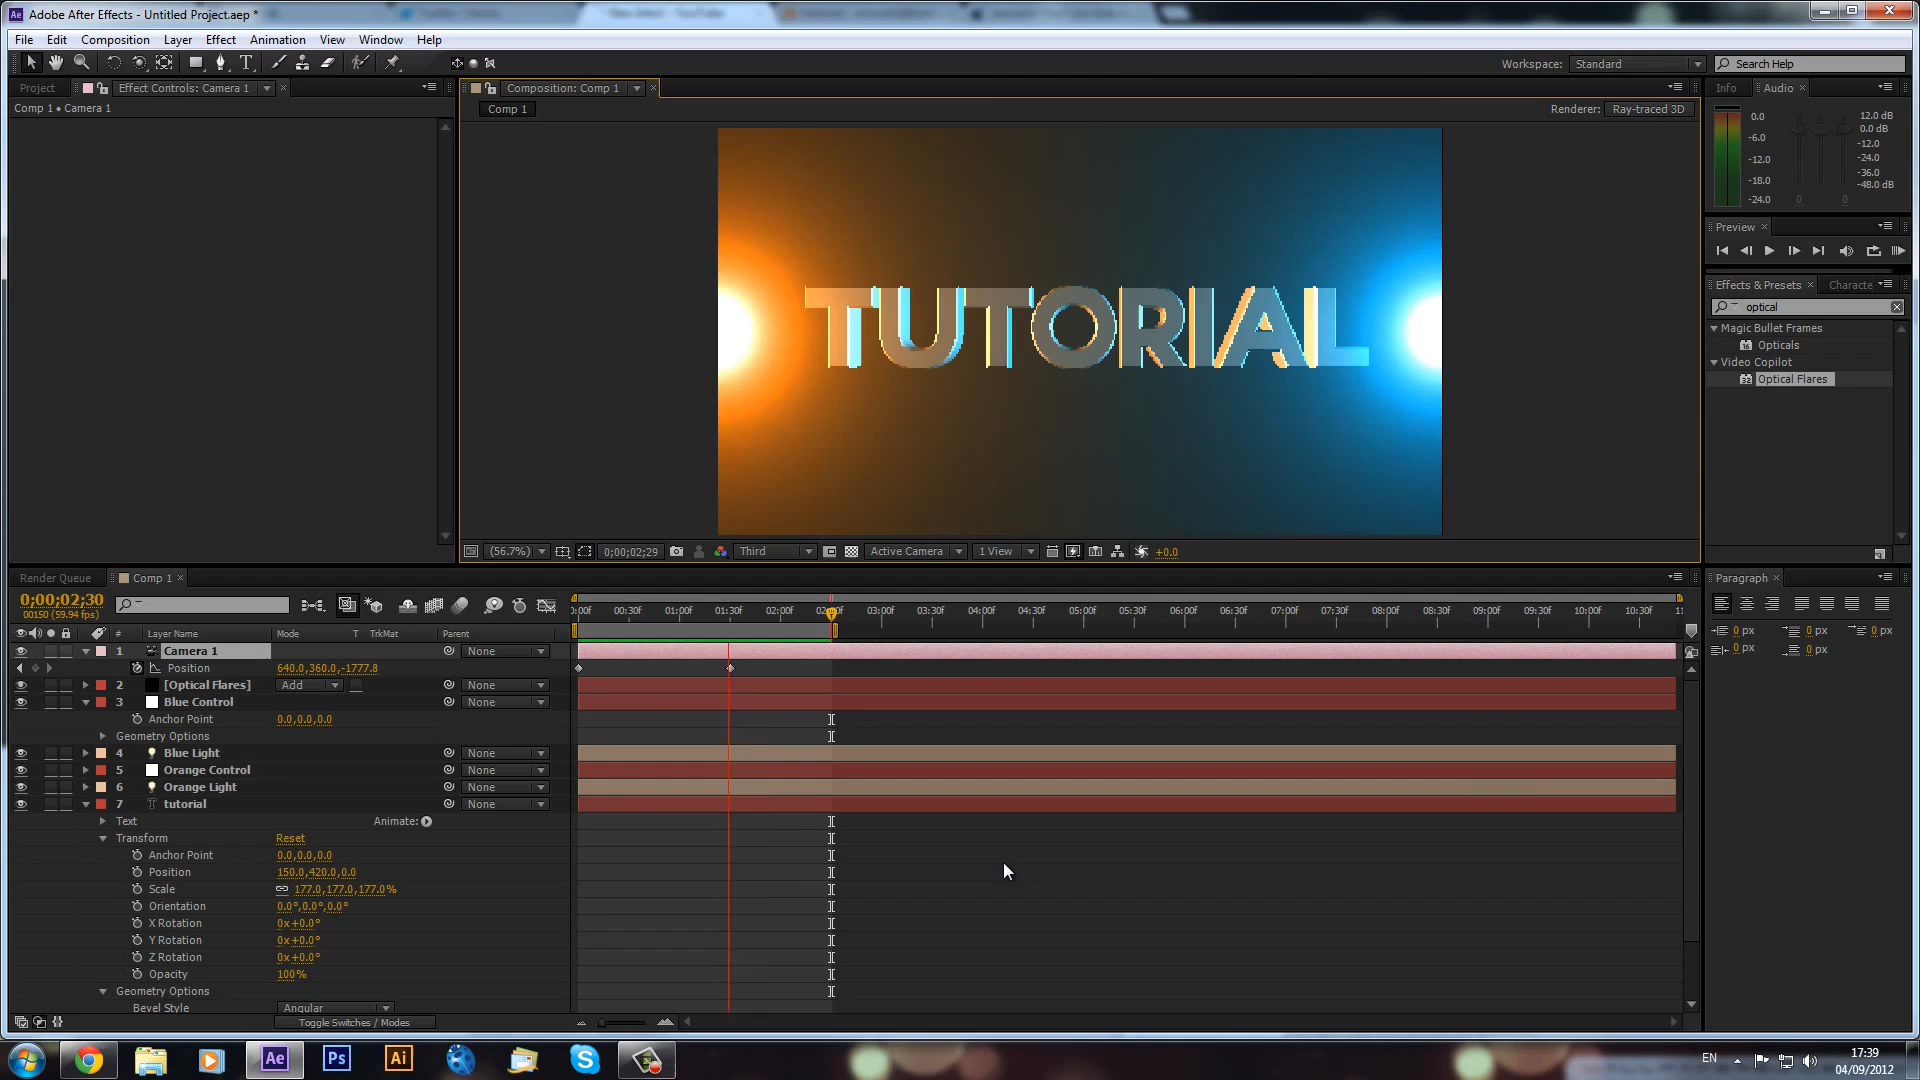 Adobe After Effects - Untitled Project.aep *
File Edit Composition Layer Effect Animation View Window Help
Workspace: Standard
Search Help
Project
Effect Controls: Camera 1
Comp 1 • Camera 1
Composition: Comp 1
Comp 1
Renderer: Ray-traced 3D
TUTORIAL
(56.7%) 0;00;02;29 Third Active Camera 1 View +0.0
Info Audio
0.0 12.0 dB
-6.0 0.0 dB
-12.0 -12.0
-24.0
-18.0 -36.0
-24.0 -48.0 dB
0 0
Preview
Effects & Presets Characte
optical
Magic Bullet Frames
Opticals
Video Copilot
Optical Flares
Paragraph
0 px 0 px 0 px
0 px 0 px
Render Queue Comp 1
0;00;02;30
00150 (59.94 fps)
# Layer Name Mode T TrkMat Parent
):00f 00:30f 01:00f 01:30f 02:00f 03:00f 03:30f 04:00f 04:30f 05:00f 05:30f 06:00f 06:30f 07:00f 07:30f 08:00f 08:30f 09:00f 09:30f 10:00f 10:30f 11
1 Camera 1 None
Position 640.0,360.0,-1777.8
2 [Optical Flares] Add None
3 Blue Control None
Anchor Point 0.0,0.0,0.0
Geometry Options
4 Blue Light None
5 Orange Control None
6 Orange Light None
7 tutorial None
Text Animate:
Transform Reset
Anchor Point 0.0,0.0,0.0
Position 150.0,420.0,0.0
Scale 177.0,177.0,177.0%
Orientation 0.0°,0.0°,0.0°
X Rotation 0x+0.0°
Y Rotation 0x+0.0°
Z Rotation 0x+0.0°
Opacity 100%
Geometry Options
Bevel Style Angular
Toggle Switches / Modes
Ae Ps Ai
EN
17:39
04/09/2012